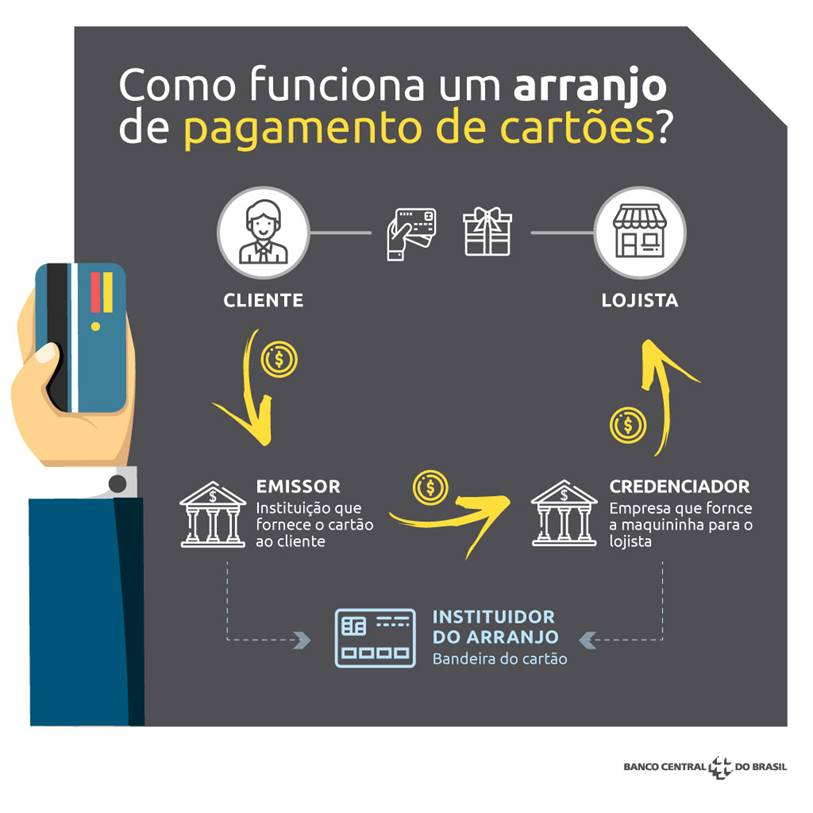 Como funciona um arranjo
de pagamento de cartões?
CLIENTE
LOJISTA
EMISSOR
Instituição que
fornece o cartão
ao cliente
CREDENCIADOR
Empresa que fornce
a maquininha para o
lojista
INSTITUIDOR
DO ARRANJO
Bandeira do cartão
BANCO CENTRAL DO BRASIL